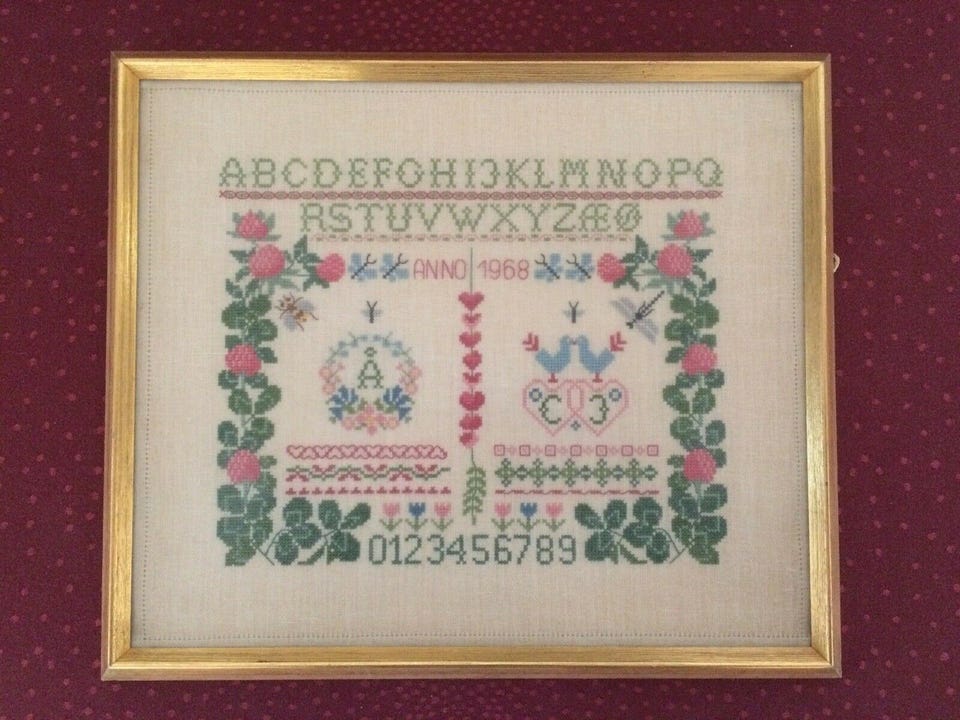 ABCDEFGHIJKLMNOPQ
RSTUVWXYZÆØ
ANNO 1968
Å
C J
0123456789